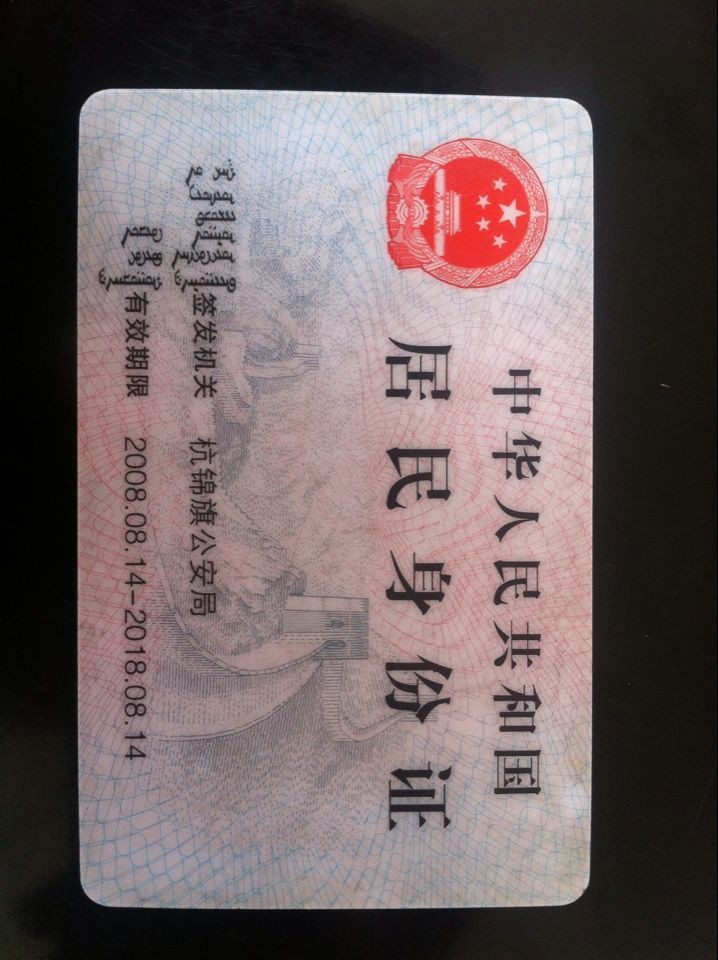 中华人民共和国
居民身份证
签发机关 杭锦旗公安局
有效期限 2008.08.14-2018.08.14